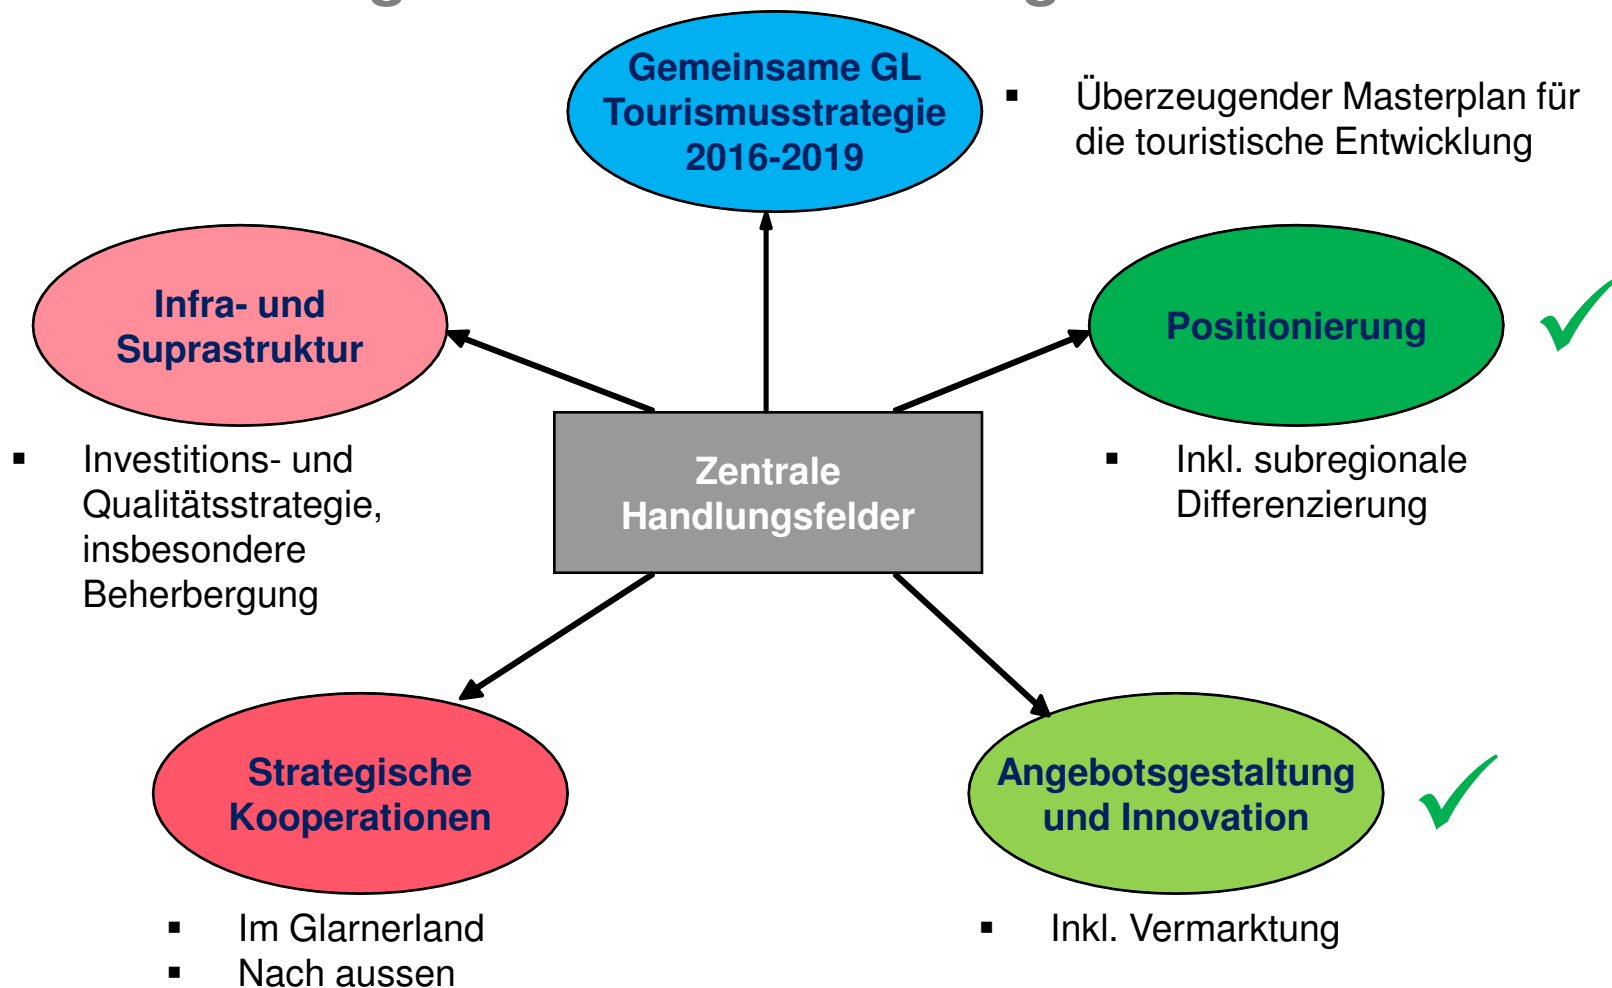 Gemeinsame GL
Tourismusstrategie
2016-2019
▪ Überzeugender Masterplan für
die touristische Entwicklung
Infra- und
Suprastruktur
▪ Investitions- und
Qualitätsstrategie,
insbesondere
Beherbergung
Positionierung
▪ Inkl. subregionale
Differenzierung
Zentrale
Handlungsfelder
Strategische
Kooperationen
▪ Im Glarnerland
▪ Nach aussen
Angebotsgestaltung
und Innovation
▪ Inkl. Vermarktung